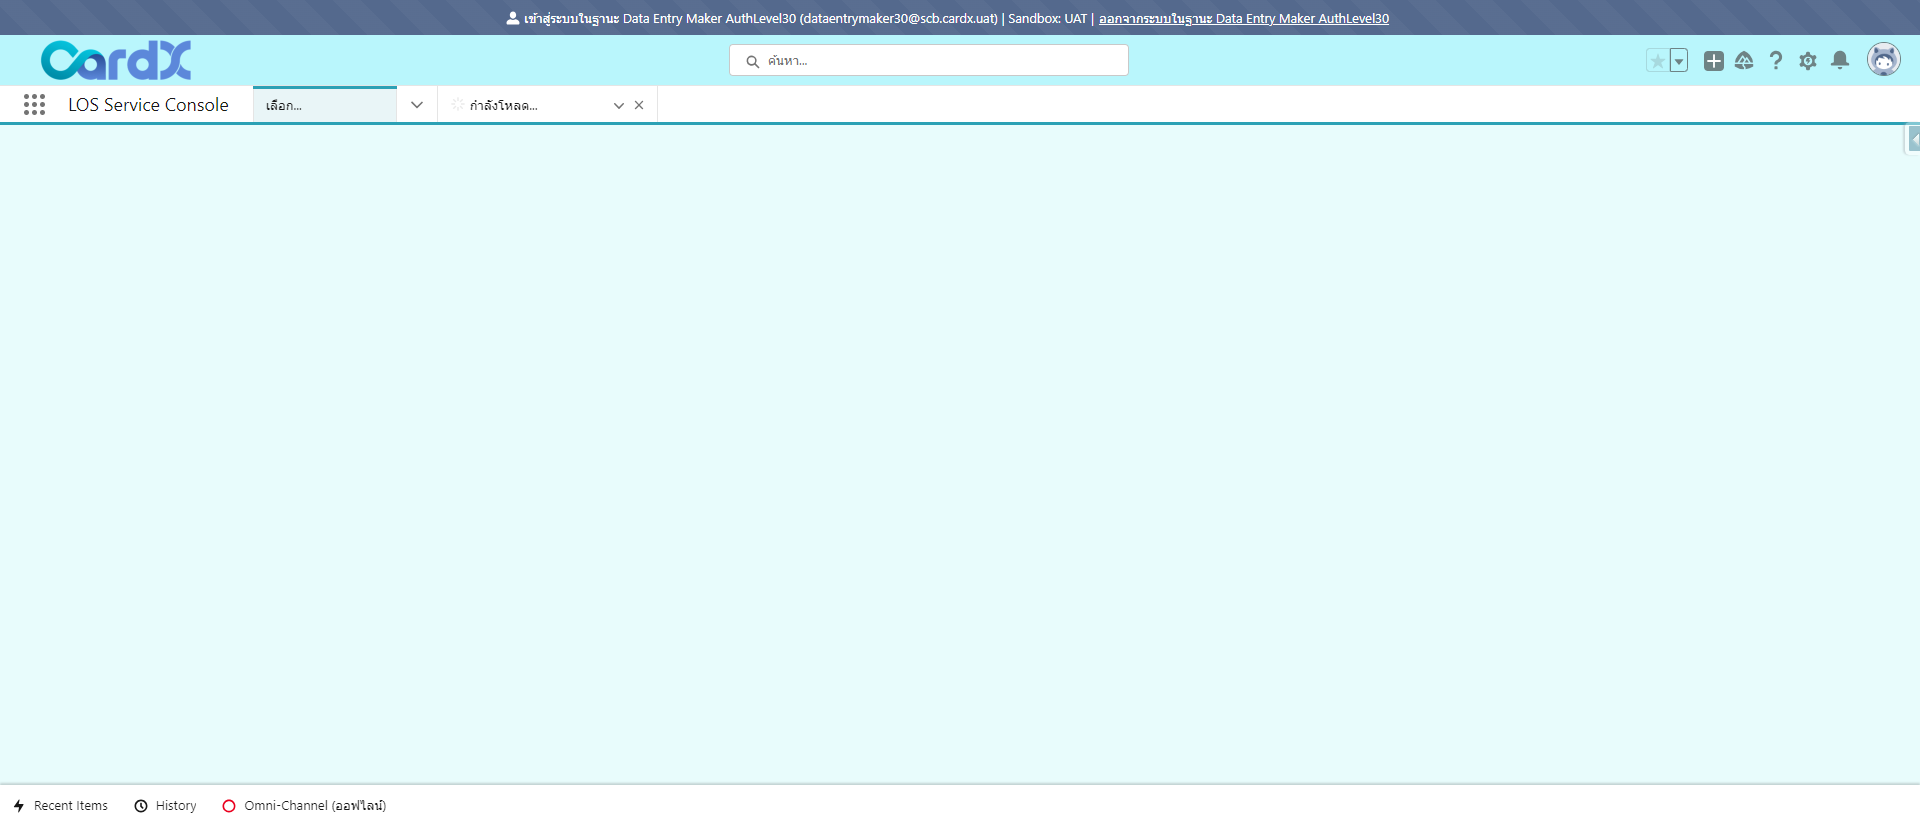 เข้าสู่ระบบในฐานะ Data Entry Maker AuthLevel30 (dataentrymaker30@scb.cardx.uat) | Sandbox: UAT | ออกจากระบบในฐานะ Data Entry Maker AuthLevel30
CardX
ค้นหา...
LOS Service Console
เลือก...
กำลังโหลด...
Recent Items
History
Omni-Channel (ออฟไลน์)